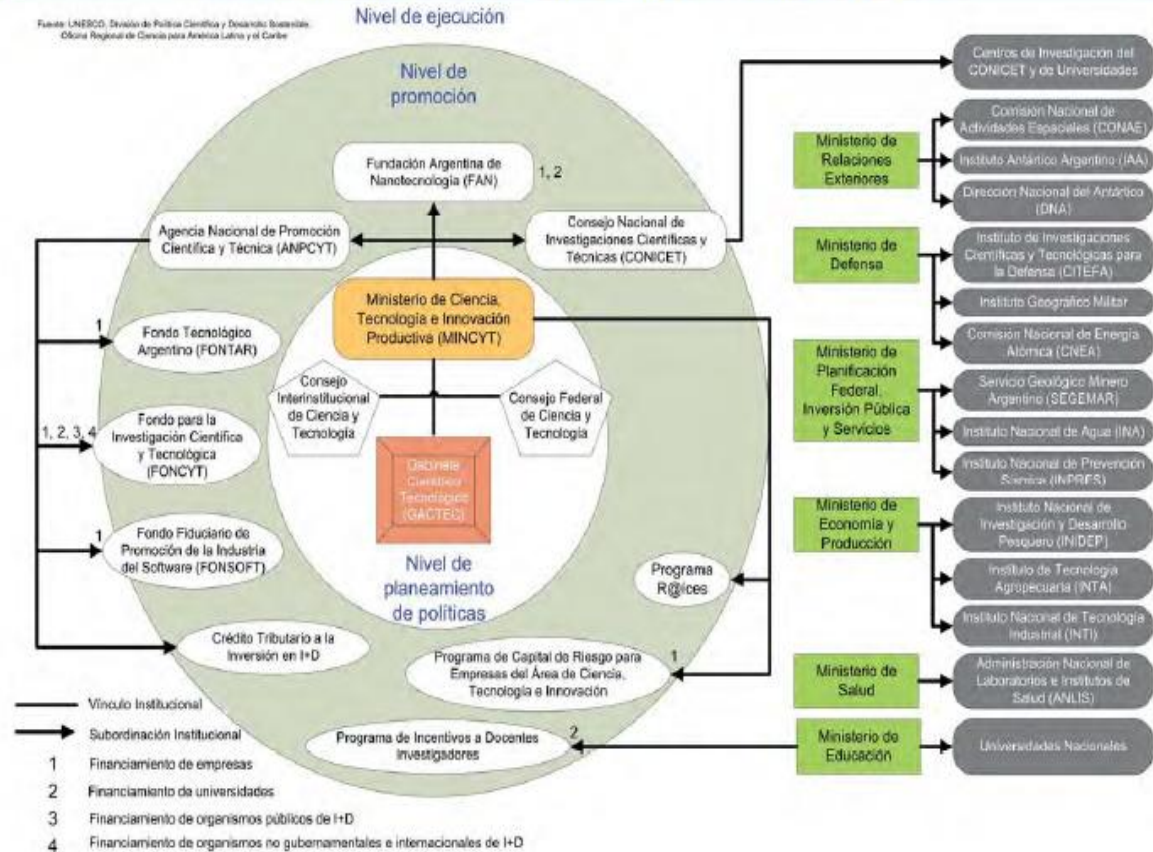 Fuente: UNESCO, División de Política Científica y Desarrollo Sostenible,
Oficina Regional de Ciencia para América Latina y el Caribe
Nivel de ejecución
Nivel de
promoción
Fundación Argentina de
Nanotecnología (FAN)
1, 2
Agencia Nacional de Promoción
Científica y Técnica (ANPCYT)
Consejo Nacional de
Investigaciones Científicas y
Técnicas (CONICET)
Ministerio de Ciencia,
Tecnología e Innovación
Productiva (MINCYT)
1
Fondo Tecnológico
Argentino (FONTAR)
Consejo
Interinstitucional
de Ciencia y
Tecnología
Consejo Federal
de Ciencia y
Tecnología
1, 2, 3, 4
Fondo para la
Investigación Científica
y Tecnológica
(FONCYT)
Gabinete
Científico
Tecnológico
(GACTEC)
1
Fondo Fiduciario de
Promoción de la Industria
del Software (FONSOFT)
Nivel de
planeamiento
de políticas
Programa
R@íces
Crédito Tributario a la
Inversión en I+D
Programa de Capital de Riesgo para
Empresas del Área de Ciencia,
Tecnología e Innovación
1
Programa de Incentivos a Docentes
Investigadores
2
Centros de Investigación del
CONICET y de Universidades
Ministerio de
Relaciones
Exteriores
Comisión Nacional de
Actividades Espaciales (CONAE)
Instituto Antártico Argentino (IAA)
Dirección Nacional del Antártico
(DNA)
Ministerio de
Defensa
Instituto de Investigaciones
Científicas y Tecnológicas para
la Defensa (CITEFA)
Instituto Geográfico Militar
Comisión Nacional de Energía
Atómica (CNEA)
Ministerio de
Planificación
Federal,
Inversión Pública
y Servicios
Servicio Geológico Minero
Argentino (SEGEMAR)
Instituto Nacional de Agua (INA)
Instituto Nacional de Prevención
Sísmica (INPRES)
Ministerio de
Economía y
Producción
Instituto Nacional de
Investigación y Desarrollo
Pesquero (INIDEP)
Instituto de Tecnología
Agropecuaria (INTA)
Instituto Nacional de Tecnología
Industrial (INTI)
Ministerio de
Salud
Administración Nacional de
Laboratorios e Institutos de
Salud (ANLIS)
Ministerio de
Educación
Universidades Nacionales
Vínculo Institucional
Subordinación Institucional
1 Financiamiento de empresas
2 Financiamiento de universidades
3 Financiamiento de organismos públicos de I+D
4 Financiamiento de organismos no gubernamentales e internacionales de I+D